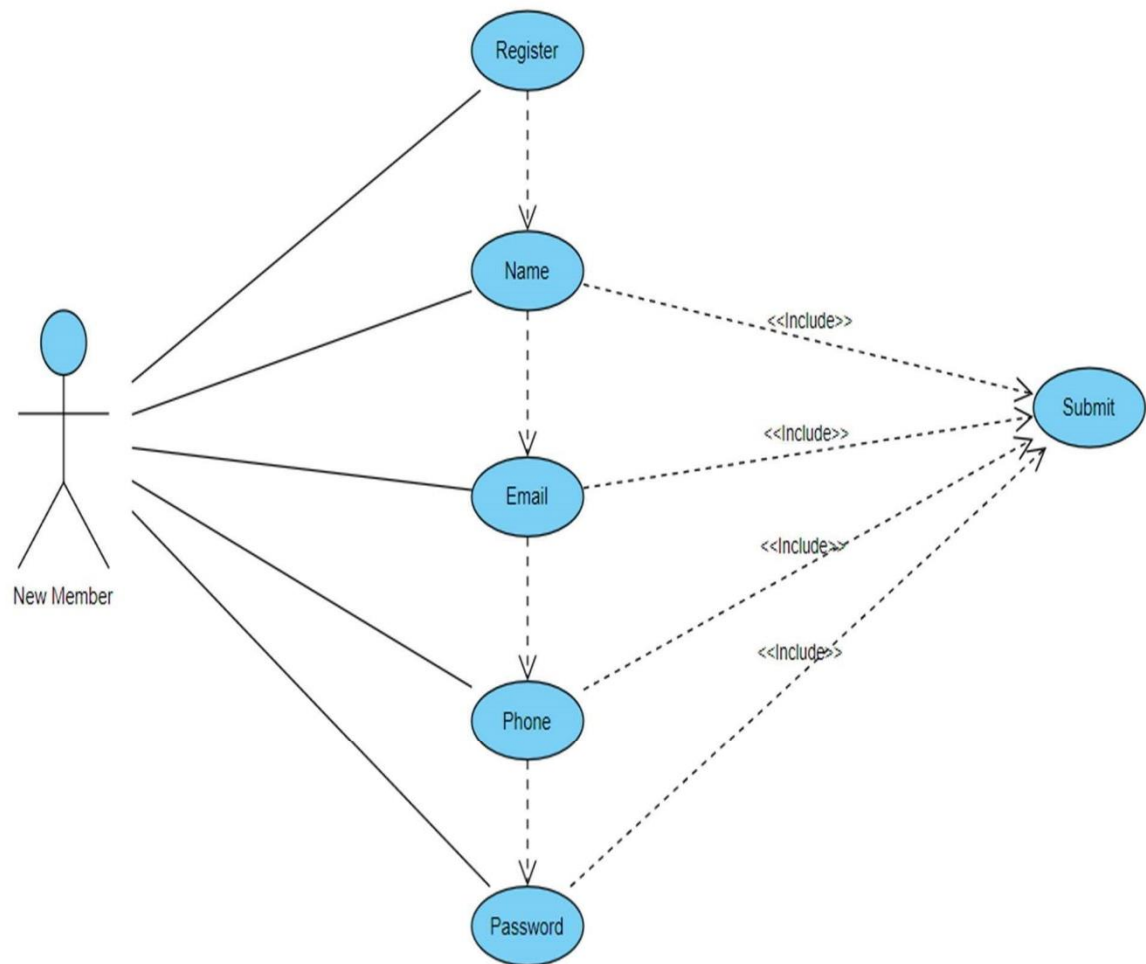 Register
Name
<<Include>>
Submit
<<Include>>
Email
<<Include>>
New Member
<<Include>>
Phone
Password